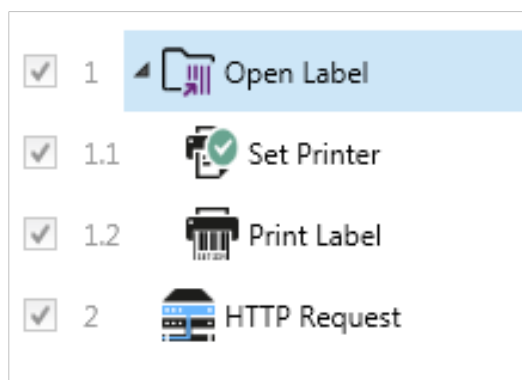 1 Open Label
1.1 Set Printer
1.2 Print Label
2 HTTP Request